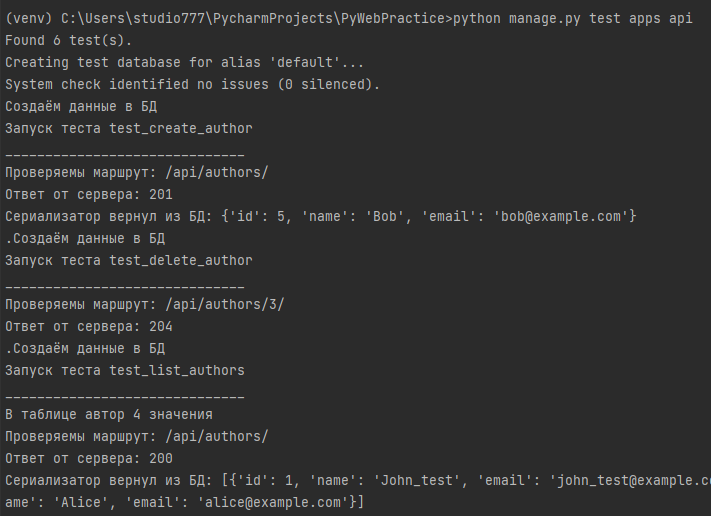 (venv) C:\Users\studio777\PycharmProjects\PyWebPractice>python manage.py test apps api
Found 6 test(s).
Creating test database for alias 'default'...
System check identified no issues (0 silenced).
Создаём данные в БД
Запуск теста test_create_author
______________________________
Проверяемы маршрут: /api/authors/
Ответ от сервера: 201
Сериализатор вернул из БД: {'id': 5, 'name': 'Bob', 'email': 'bob@example.com'}
.Создаём данные в БД
Запуск теста test_delete_author
______________________________
Проверяемы маршрут: /api/authors/3/
Ответ от сервера: 204
.Создаём данные в БД
Запуск теста test_list_authors
______________________________
В таблице автор 4 значения
Проверяемы маршрут: /api/authors/
Ответ от сервера: 200
Сериализатор вернул из БД: [{'id': 1, 'name': 'John_test', 'email': 'john_test@example.c
ame': 'Alice', 'email': 'alice@example.com'}]